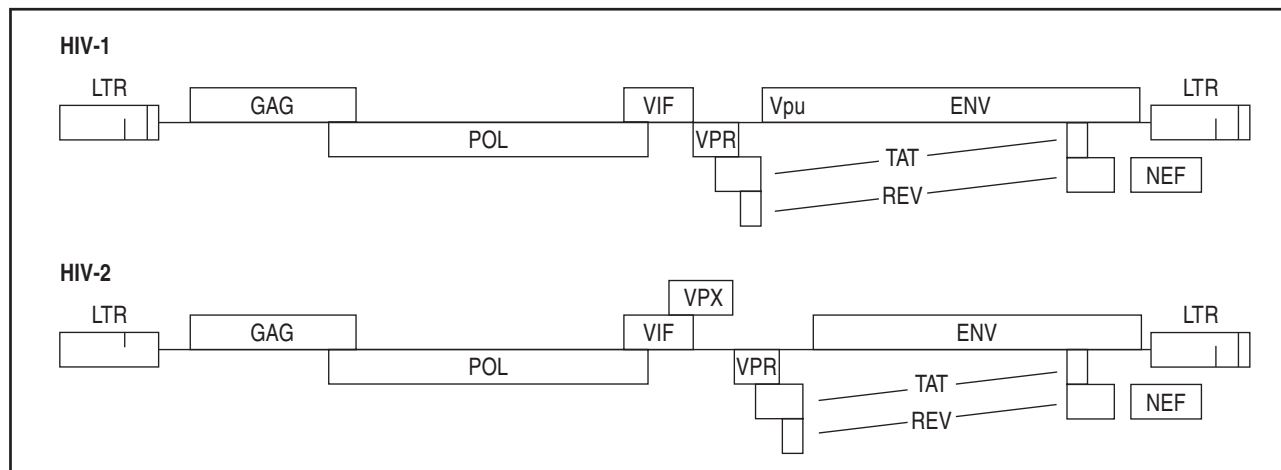 HIV-1
LTR LTR
GAG VIF Vpu ENV
POL VPR
TAT
REV NEF
HIV-2
VPX
LTR LTR
GAG VIF ENV
POL VPR
TAT
REV NEF